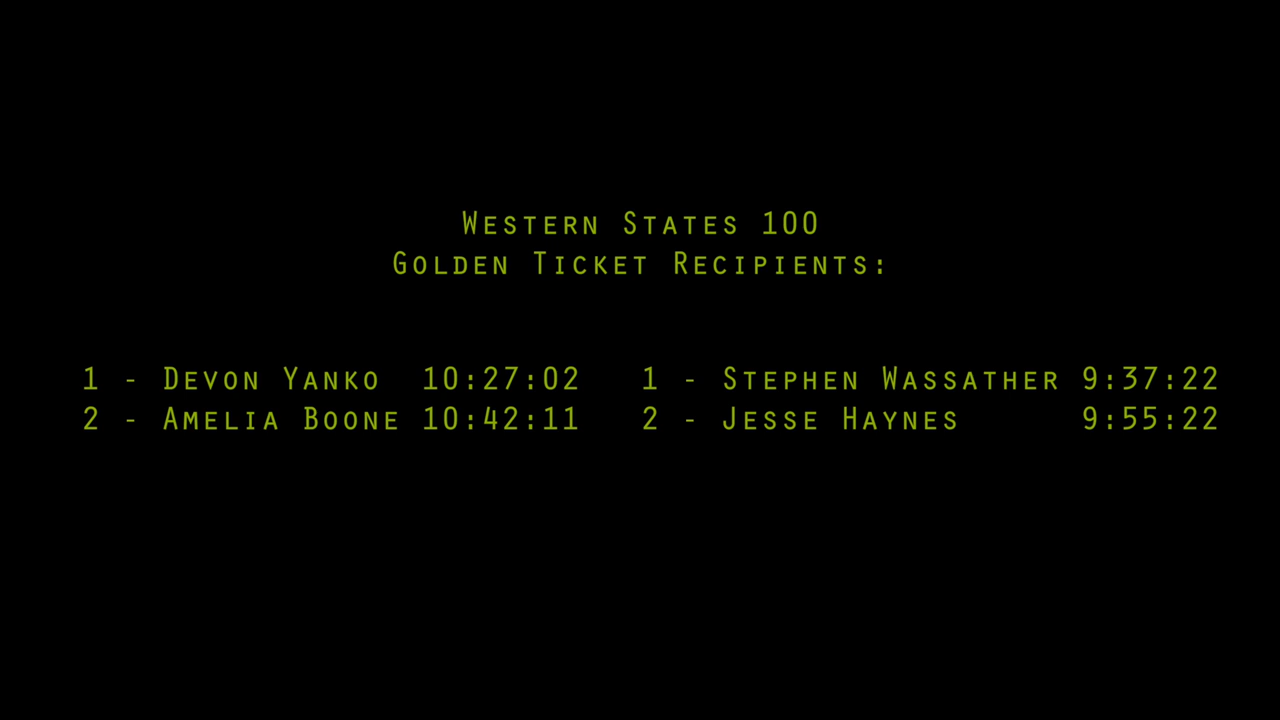 Western States 100
Golden Ticket Recipients:
1 - Devon Yanko 10:27:02 1 - Stephen Wassather 9:37:22
2 - Amelia Boone 10:42:11 2 - Jesse Haynes 9:55:22